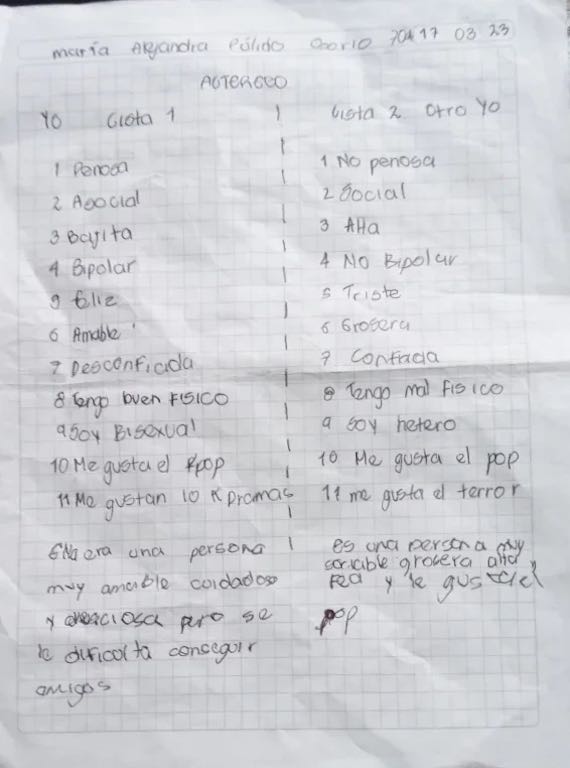 maría Alejandra Pulido Osorio 704 17 03 23
ALTEREGO
Yo Lista 1 | Lista 2 Otro Yo
1 Penosa
2 Asocial
3 Bajita
4 Bipolar
5 feliz
6 Amable
7 Desconfiada
8 Tengo buen FISICO
9 Soy Bisexual
10 Me gusta el Kpop
11 Me gustan 10 K Dramas
Ella era una persona
muy amable cuidadosa
y graciosa pero se
le dificorta conseguir
amigos
1 No penosa
2 Social
3 Alta
4 No Bipolar
5 Triste
6 Grosera
7 Confiada
8 Tengo mal fisico
9 soy hetero
10 Me gusta el pop
11 me gusta el terror
es una persona muy
sociable grosera alta
fea y le gusta el
pop